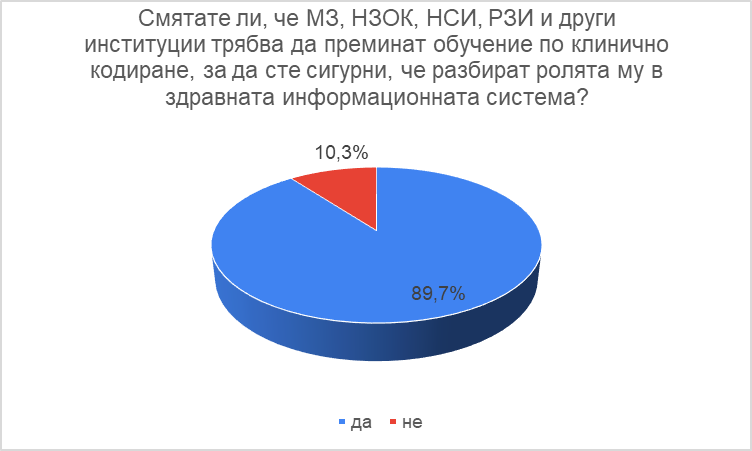 Смятате ли, че МЗ, НЗОК, НСИ, РЗИ и други
институции трябва да преминат обучение по клинично
кодиране, за да сте сигурни, че разбират ролята му в
здравната информационната система?
10,3%
89,7%
да не